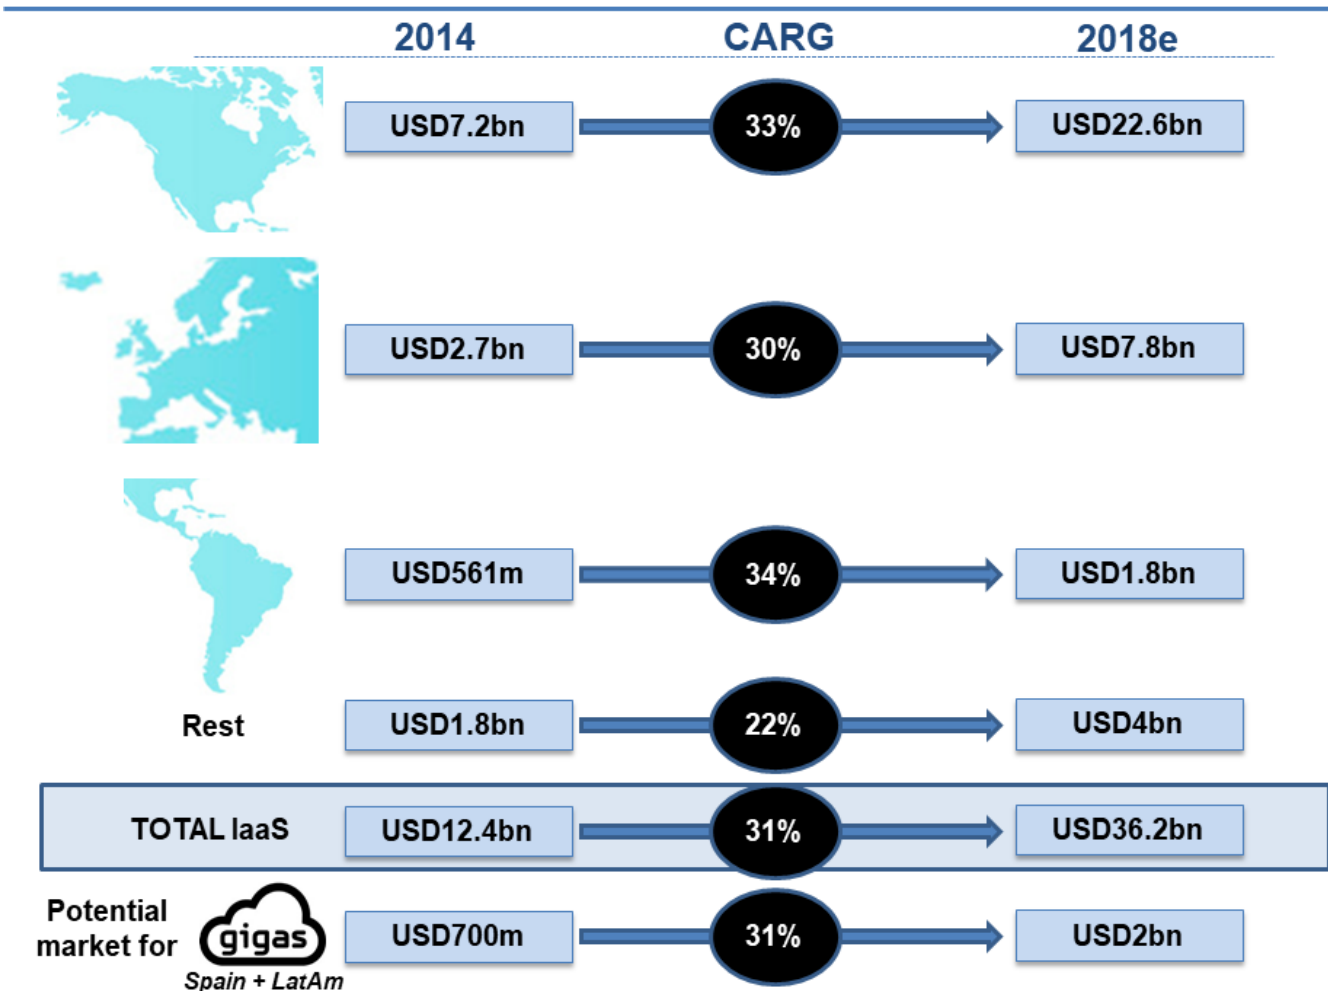 2014 CARG 2018e
USD7.2bn 33% USD22.6bn
USD2.7bn 30% USD7.8bn
USD561m 34% USD1.8bn
Rest USD1.8bn 22% USD4bn
TOTAL IaaS USD12.4bn 31% USD36.2bn
Potential
market for gigas USD700m 31% USD2bn
Spain + LatAm